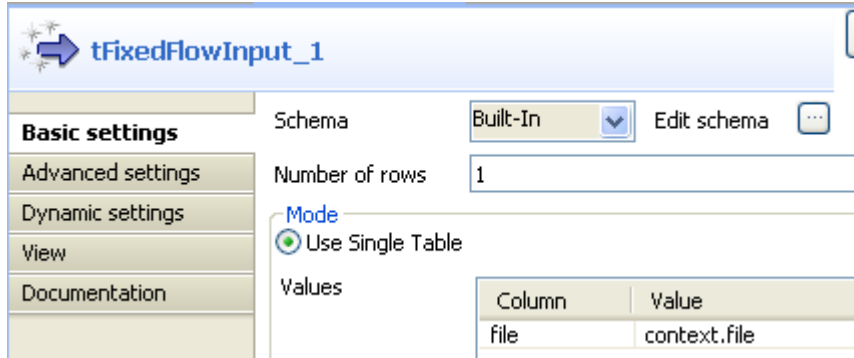 tFixedFlowInput_1
Basic settings
Advanced settings
Dynamic settings
View
Documentation
Schema Built-In Edit schema ...
Number of rows 1
Mode
Use Single Table
Values
Column Value
file context.file